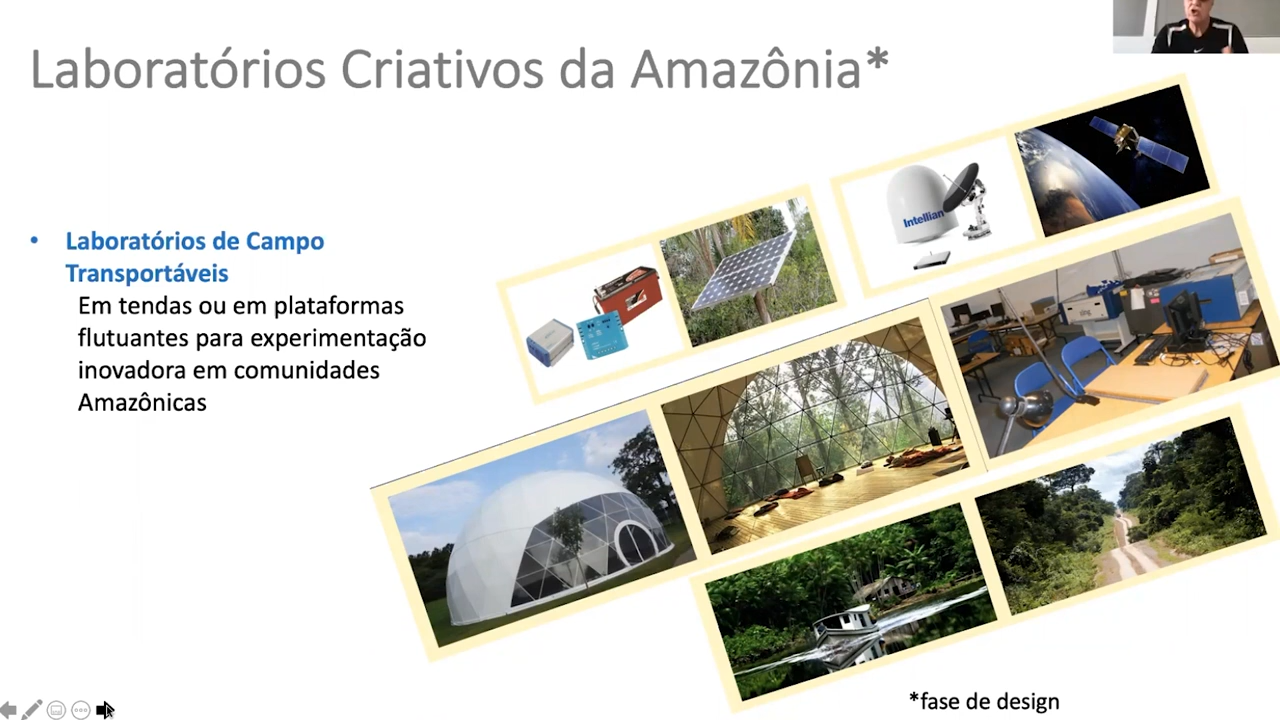 Laboratórios Criativos da Amazônia*
• Laboratórios de Campo
Transportáveis
Em tendas ou em plataformas
flutuantes para experimentação
inovadora em comunidades
Amazônicas
Intellian
*fase de design